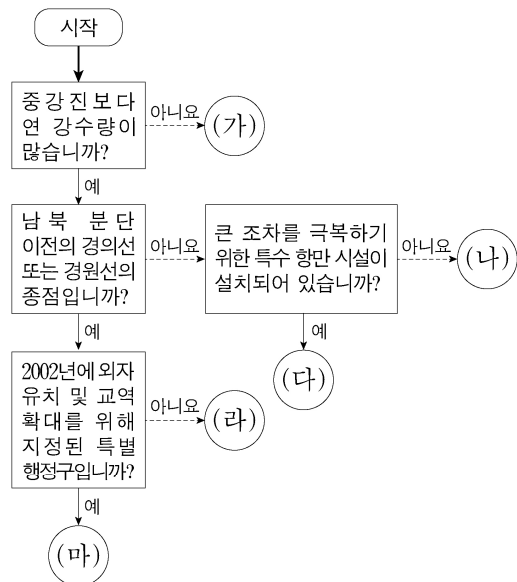 시작
중강진보다
연 강수량이
많습니까?
아니요
(가)
예
남북 분단
이전의 경의선
또는 경원선의
종점입니까?
아니요
큰 조차를 극복하기
위한 특수 항만 시설이
설치되어 있습니까?
아니요
(나)
예
예
(다)
2002년에 외자
유치 및 교역
확대를 위해
지정된 특별
행정구입니까?
아니요
(라)
예
(마)